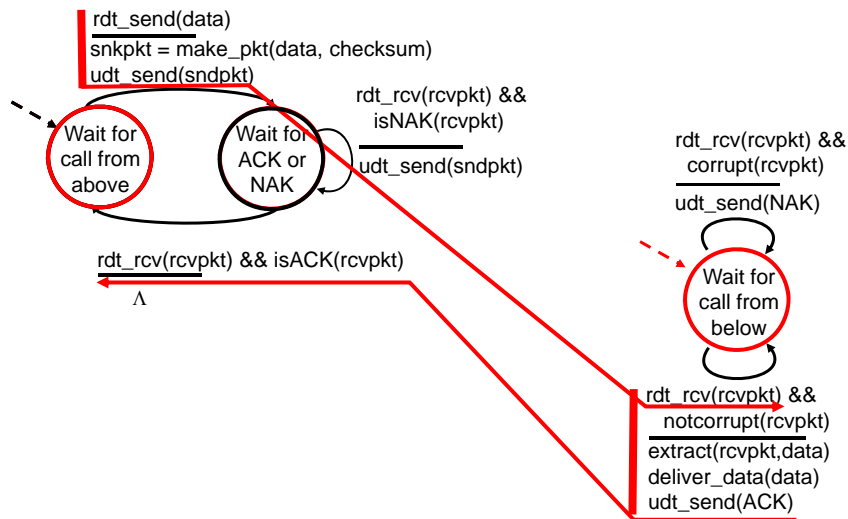 rdt_send(data)
snkpkt = make_pkt(data, checksum)
udt_send(sndpkt)
Wait for
call from
above
Wait for
ACK or
NAK
rdt_rcv(rcvpkt) &&
isNAK(rcvpkt)
udt_send(sndpkt)
rdt_rcv(rcvpkt) && isACK(rcvpkt)
Λ
rdt_rcv(rcvpkt) &&
corrupt(rcvpkt)
udt_send(NAK)
Wait for
call from
below
rdt_rcv(rcvpkt) &&
notcorrupt(rcvpkt)
extract(rcvpkt,data)
deliver_data(data)
udt_send(ACK)